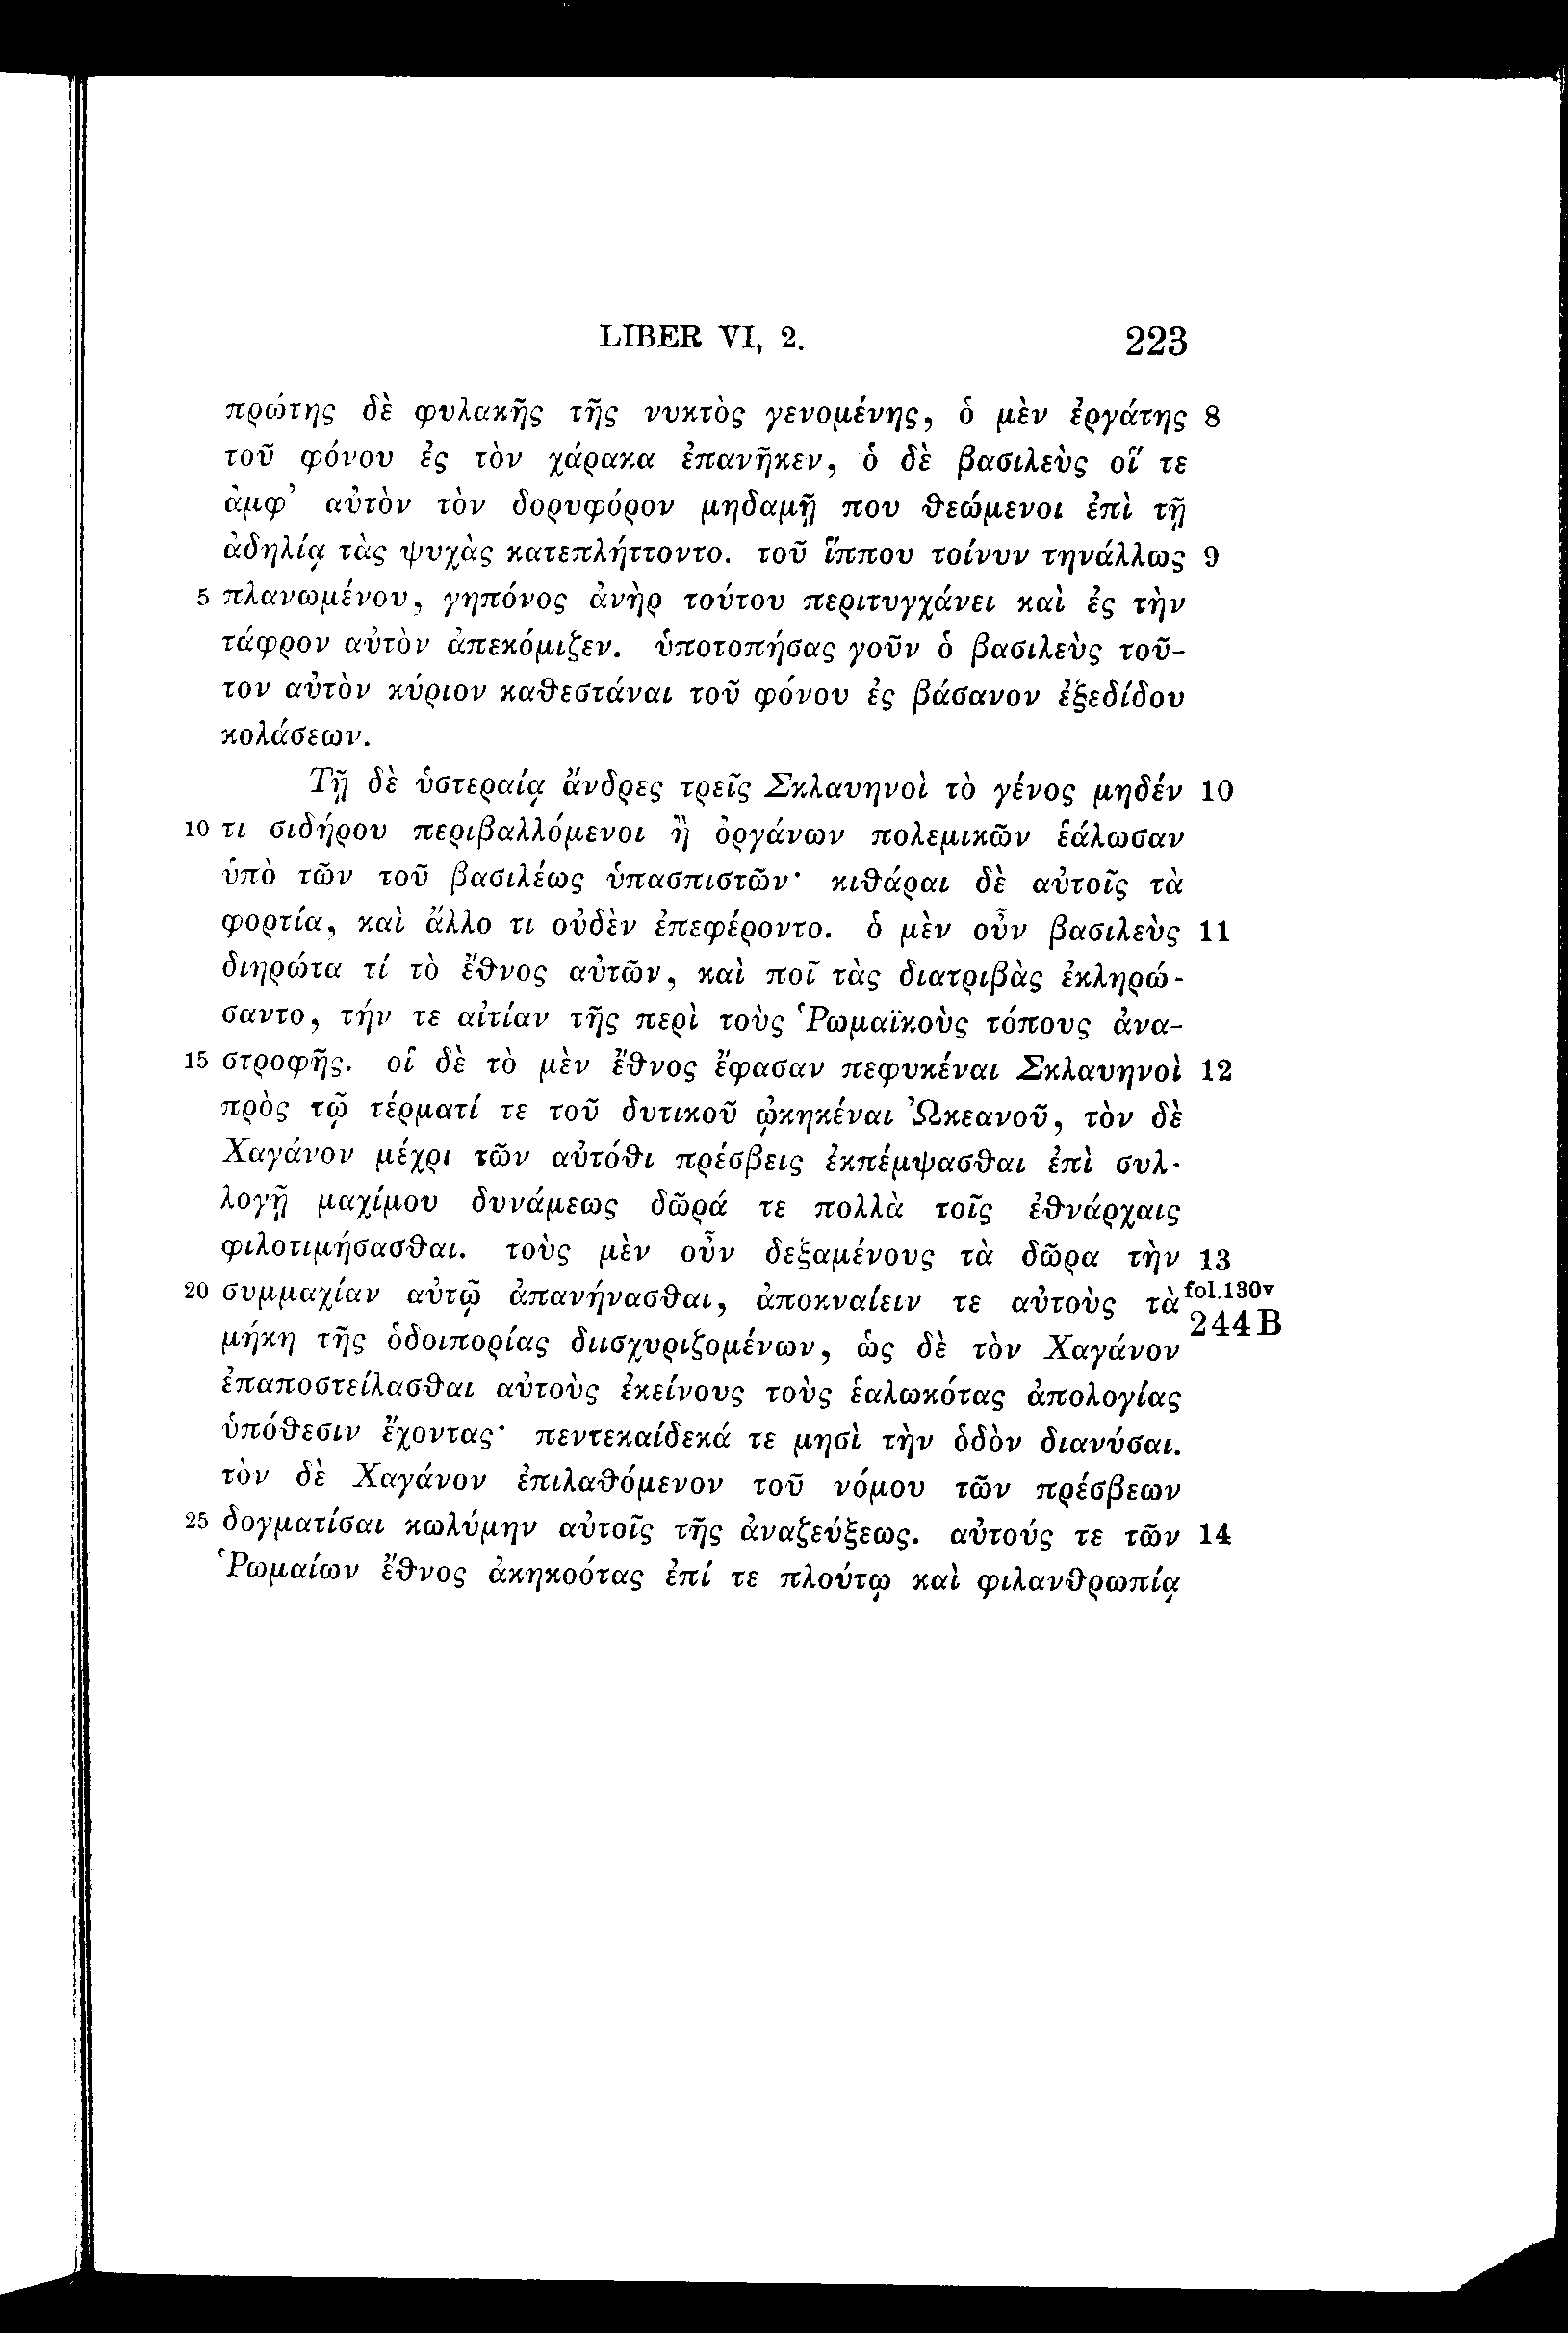 LIBER VI, 2. 223
πρώτης δὲ φυλακῆς τῆς νυκτὸς γενομένης, ὁ μὲν ἐργάτης 8
τοῦ φόνου ἐς τὸν χάρακα ἐπανῆκεν, ὁ δὲ βασιλεὺς οἵ τε
ἀμφ’ αὐτὸν τὸν δορυφόρον μηδαμῇ που θεώμενοι ἐπὶ τῇ
ἀδηλίᾳ τὰς ψυχὰς κατεπλήττοντο. τοῦ ἵππου τοίνυν τηνάλλως 9
5 πλανωμένου, γηπόνος ἀνὴρ τούτου περιτυγχάνει καὶ ἐς τὴν
τάφρον αὐτὸν ἀπεκόμιζεν. ὑποτοπήσας γοῦν ὁ βασιλεὺς τοῦ-
τον αὐτὸν κύριον καθεστάναι τοῦ φόνου ἐς βάσανον ἐξεδίδου
κολάσεων.
Τῇ δὲ ὑστεραίᾳ ἄνδρες τρεῖς Σκλαυηνοὶ τὸ γένος μηδέν 10
10 τι σιδήρου περιβαλλόμενοι ἢ ὀργάνων πολεμικῶν ἑάλωσαν
ὑπὸ τῶν τοῦ βασιλέως ὑπασπιστῶν· κιθάραι δὲ αὐτοῖς τὰ
φορτία, καὶ ἄλλο τι οὐδὲν ἐπεφέροντο. ὁ μὲν οὖν βασιλεὺς 11
διηρώτα τί τὸ ἔθνος αὐτῶν, καὶ ποῖ τὰς διατριβὰς ἐκληρώ-
σαντο, τήν τε αἰτίαν τῆς περὶ τοὺς Ῥωμαϊκοὺς τόπους ἀνα-
15 στροφῆς. οἱ δὲ τὸ μὲν ἔθνος ἔφασαν πεφυκέναι Σκλαυηνοὶ 12
πρὸς τῷ τέρματί τε τοῦ δυτικοῦ ᾠκηκέναι Ὠκεανοῦ, τὸν δὲ
Χαγάνον μέχρι τῶν αὐτόθι πρέσβεις ἐκπέμψασθαι ἐπὶ συλ-
λογῇ μαχίμου δυνάμεως δῶρά τε πολλὰ τοῖς ἐθνάρχαις
φιλοτιμήσασθαι. τοὺς μὲν οὖν δεξαμένους τὰ δῶρα τὴν 13
20 συμμαχίαν αὐτῷ ἀπανήνασθαι, ἀποκναίειν τε αὐτοὺς τὰ fol.130v
244B
μήκη τῆς ὁδοιπορίας διισχυριζομένων, ὡς δὲ τὸν Χαγάνον
ἐπαποστείλασθαι αὐτοὺς ἐκείνους τοὺς ἑαλωκότας ἀπολογίας
ὑπόθεσιν ἔχοντας· πεντεκαίδεκά τε μησὶ τὴν ὁδὸν διανύσαι.
τὸν δὲ Χαγάνον ἐπιλαθόμενον τοῦ νόμου τῶν πρέσβεων
25 δογματίσαι κωλύμην αὐτοῖς τῆς ἀναζεύξεως. αὐτούς τε τῶν 14
Ῥωμαίων ἔθνος ἀκηκοότας ἐπί τε πλούτῳ καὶ φιλανθρωπίᾳ